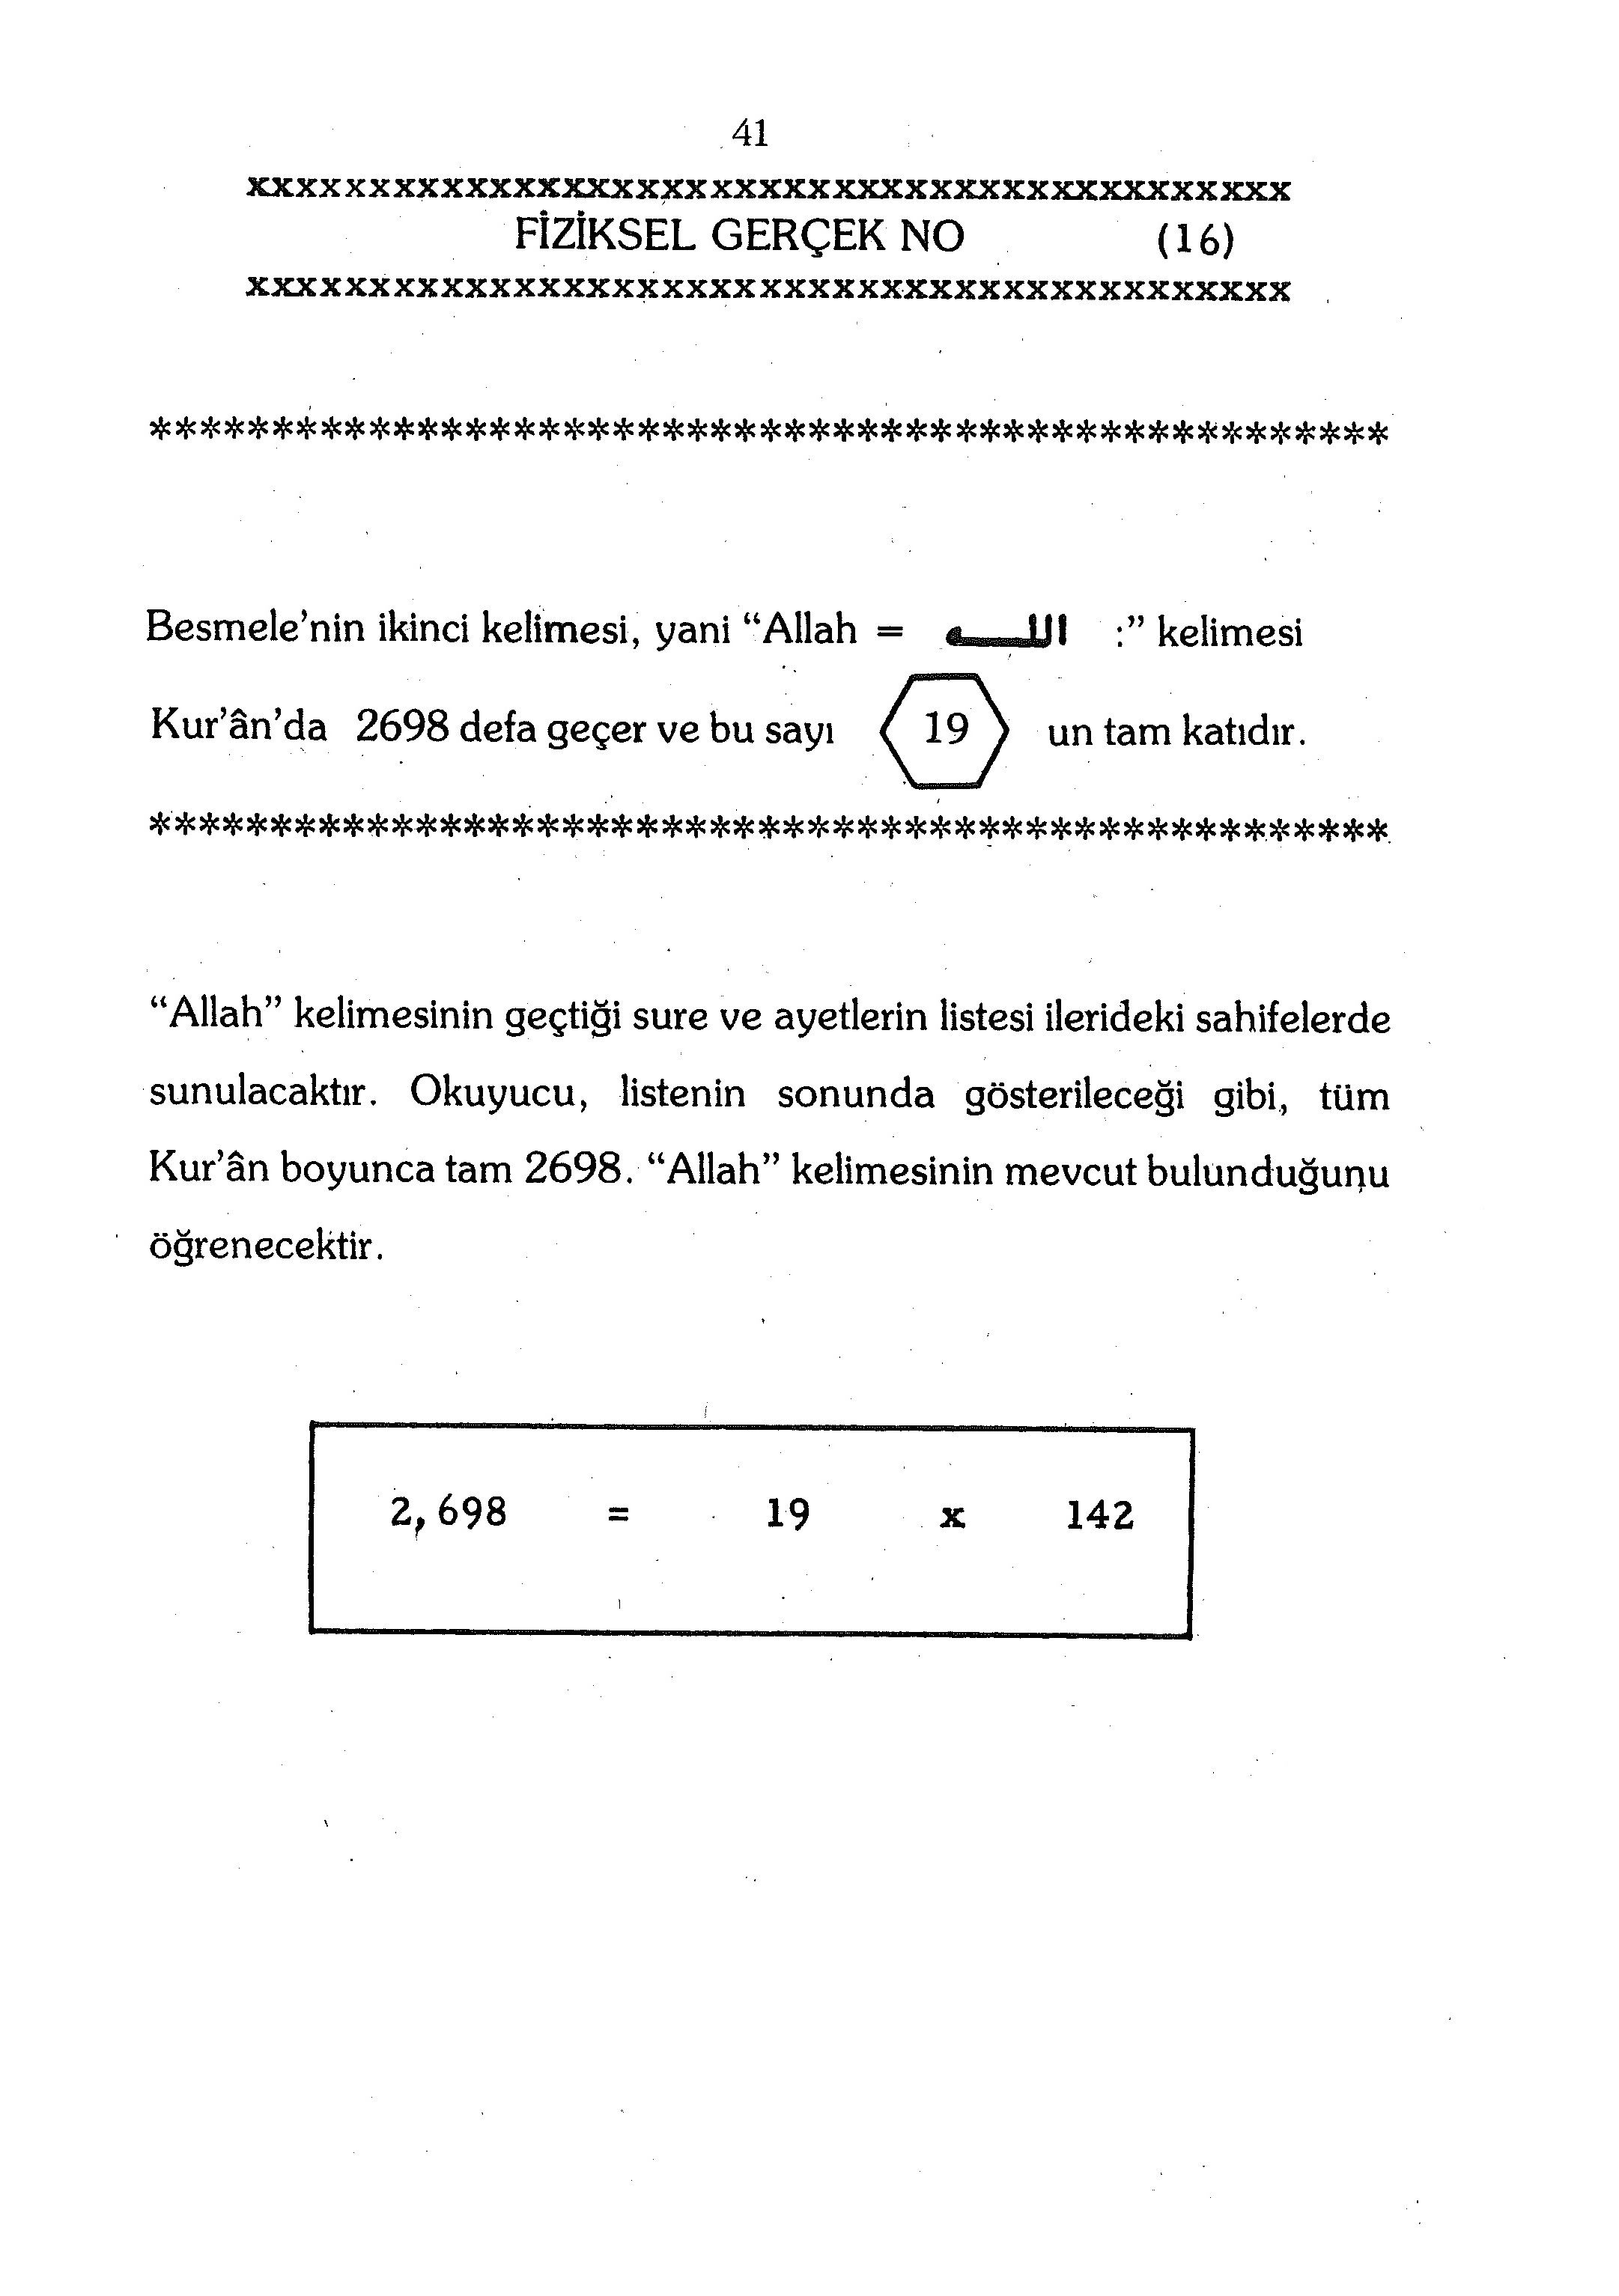 41
xxxxxxxxxxxxxxxxxxxxxxxxxxxxxxxxxxxxxxxxxxx
FİZİKSEL GERÇEK NO (16)
xxxxxxxxxxxxxxxxxxxxxxxxxxxxxxxxxxxxxxxxxxx
***************************************************
Besmele'nin ikinci kelimesi, yani “Allah = اللـــه :” kelimesi
Kur'ân'da 2698 defa geçer ve bu sayı 19 un tam katıdır.
***************************************************
“Allah” kelimesinin geçtiği sure ve ayetlerin listesi ilerideki sahifelerde
sunulacaktır. Okuyucu, listenin sonunda gösterileceği gibi, tüm
Kur'ân boyunca tam 2698. “Allah” kelimesinin mevcut bulunduğunu
öğrenecektir.
2,698 = 19 x 142